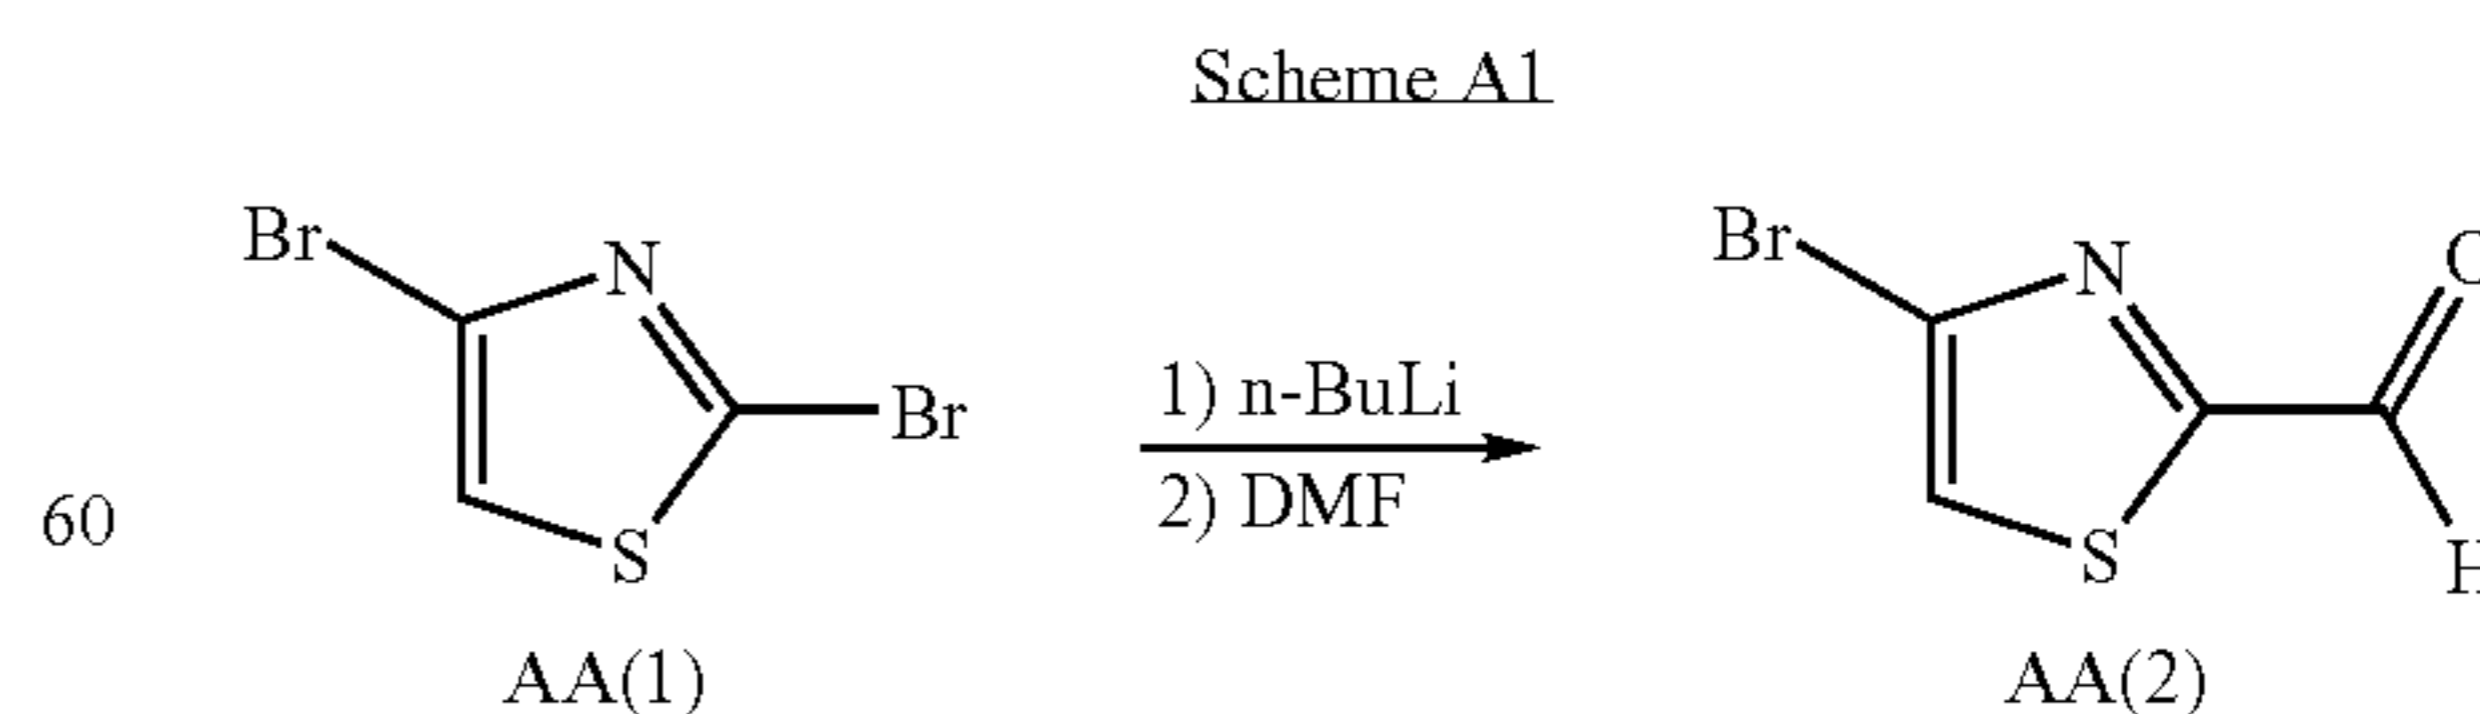 Scheme A1
Br
N
Br
S
AA(1)
60
1) n-BuLi
2) DMF
Br
N
S
O
H
AA(2)